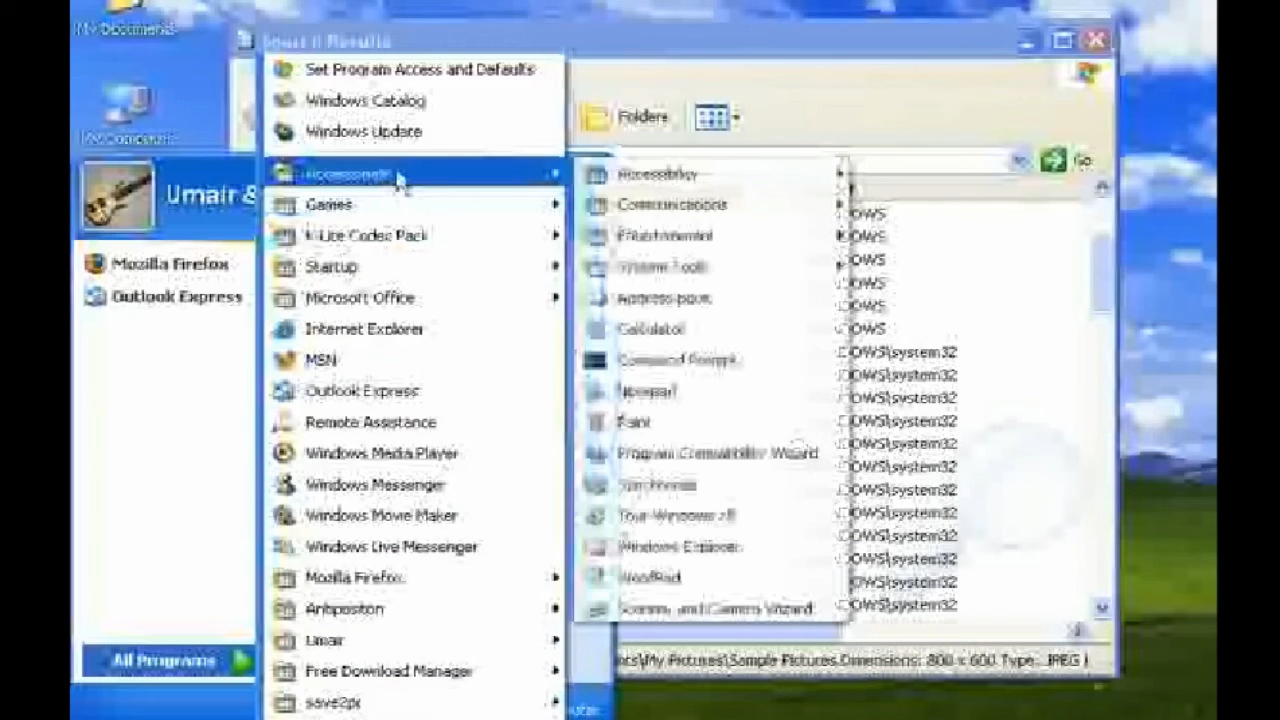 My Documents
Search Results
Set Program Access and Defaults
Windows Catalog
Windows Update
Folders
My Computer
Go
Umair &
Accessories
Games
K-Lite Codec Pack
Startup
Microsoft Office
Internet Explorer
MSN
Outlook Express
Remote Assistance
Windows Media Player
Windows Messenger
Windows Movie Maker
Windows Live Messenger
Mozilla Firefox
Umair
Free Download Manager
Mozilla Firefox
Outlook Express
All Programs
Accessibility
Communications
Entertainment
System Tools
Address Book
Calculator
Command Prompt
Notepad
Paint
Program Compatibility Wizard
Synchronize
Tour Windows XP
Windows Explorer
WordPad
Scanner and Camera Wizard
OWS
OWS
OWS
OWS
OWS
OWS
OWS\system32
OWS\system32
OWS\system32
OWS\system32
OWS\system32
OWS\system32
OWS\system32
OWS\system32
OWS\system32
OWS\system32
OWS\system32
OWS\system32
nts\My Pictures\Sample Pictures Dimensions: 800 x 600 Type: JPEG I